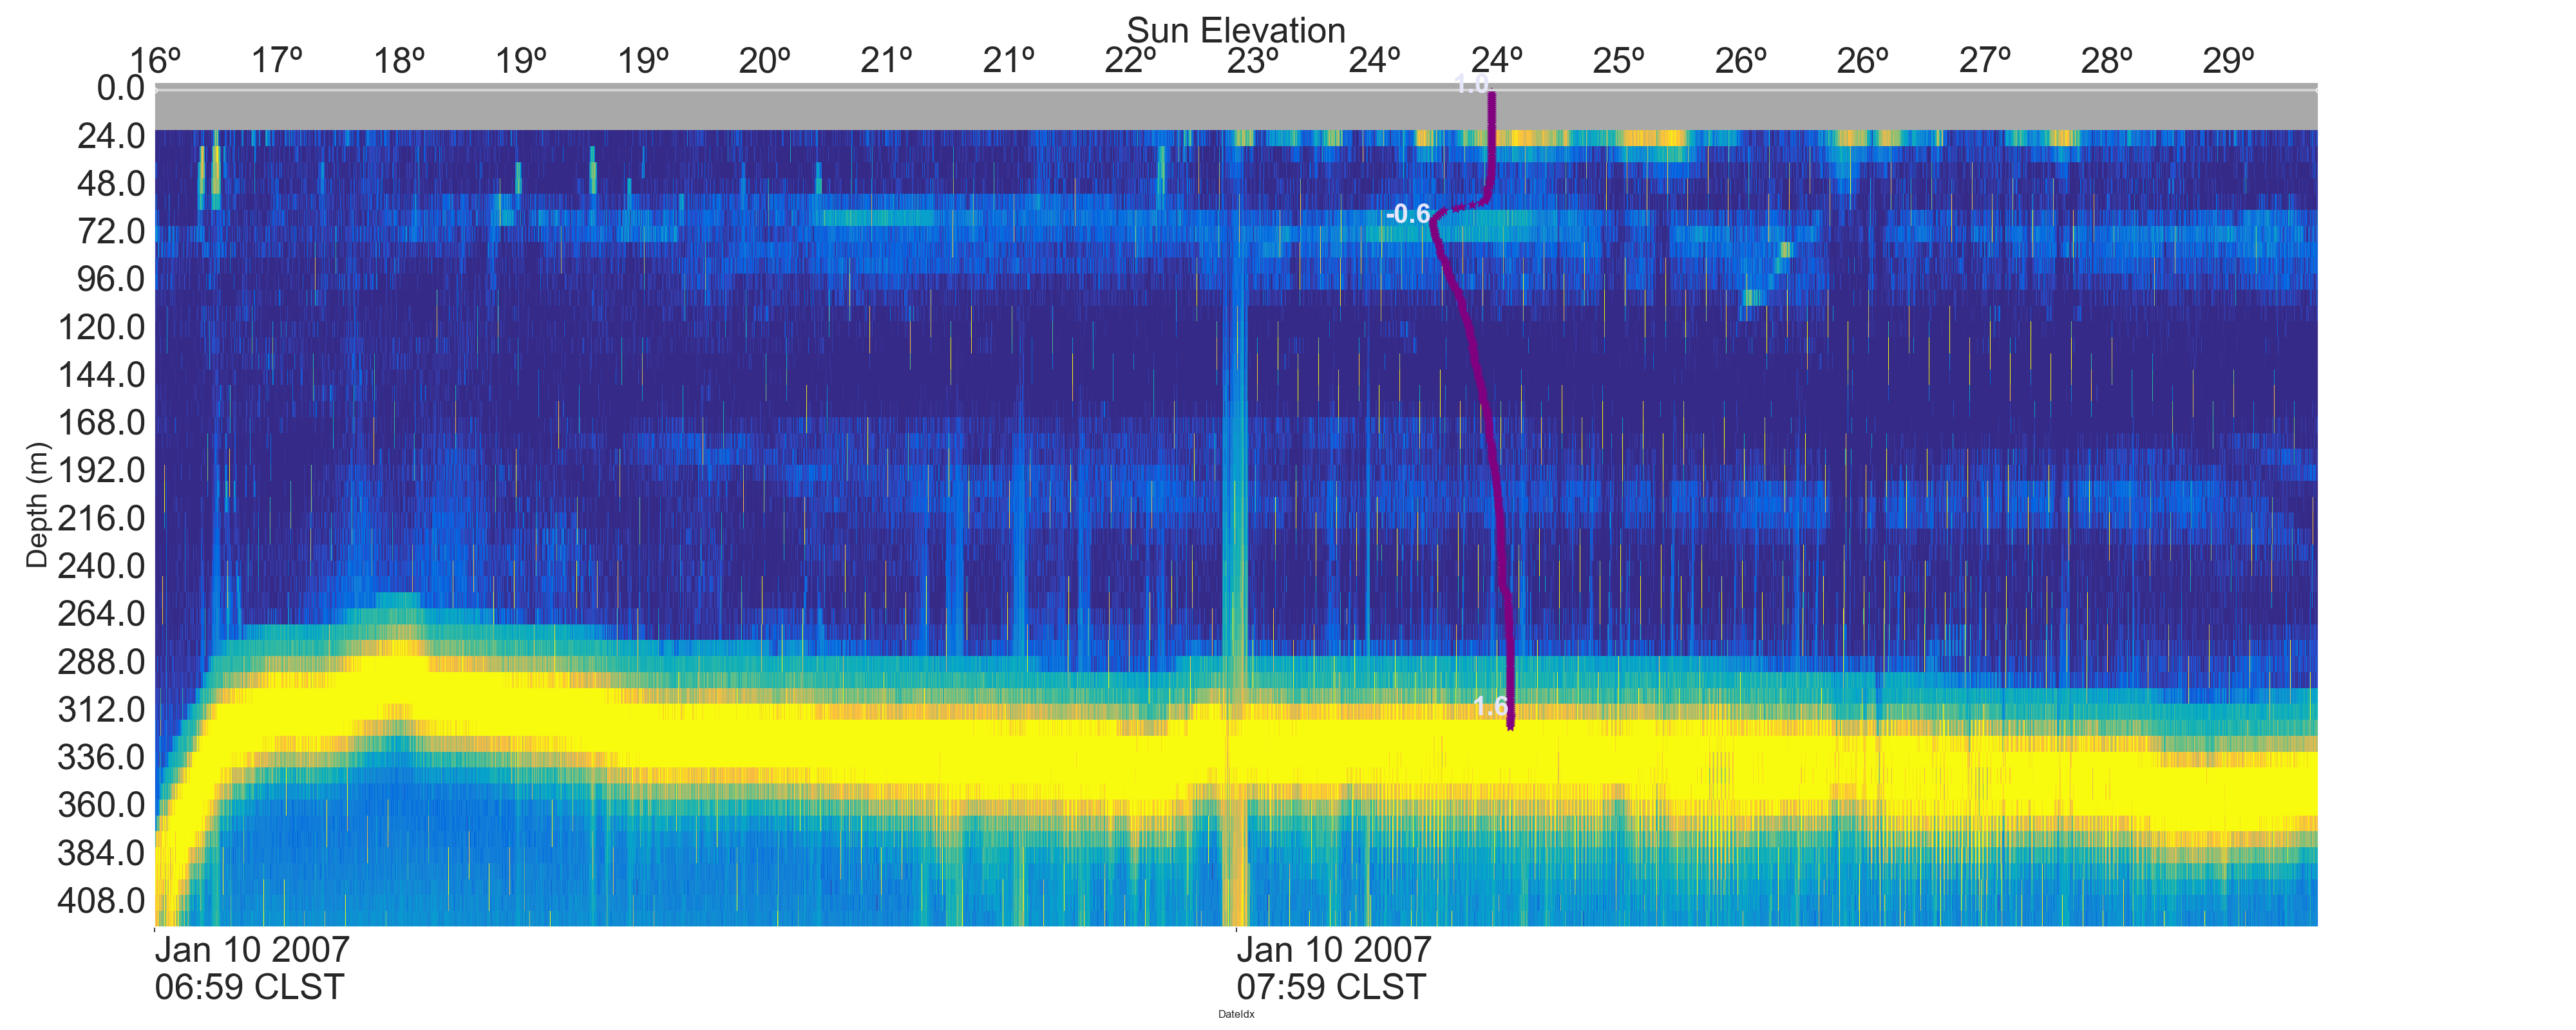 Sun Elevation
16º 17º 18º 19º 19º 20º 21º 21º 22º 23º 24º 24º 25º 26º 26º 27º 28º 29º
0.0
24.0
48.0
72.0
96.0
120.0
144.0
168.0
192.0
216.0
240.0
264.0
288.0
312.0
336.0
360.0
384.0
408.0
Depth (m)
1.0
-0.6
1.6
Jan 10 2007
06:59 CLST
Jan 10 2007
07:59 CLST
DateIdx